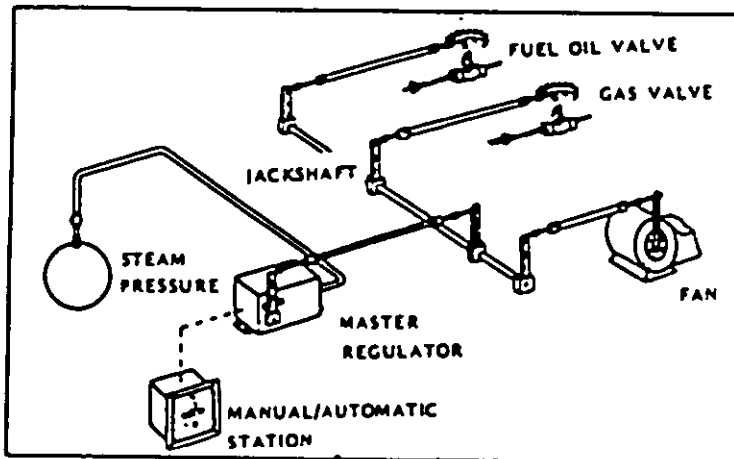 FUEL OIL VALVE
GAS VALVE
JACKSHAFT
STEAM
PRESSURE
FAN
MASTER
REGULATOR
MANUAL/AUTOMATIC
STATION